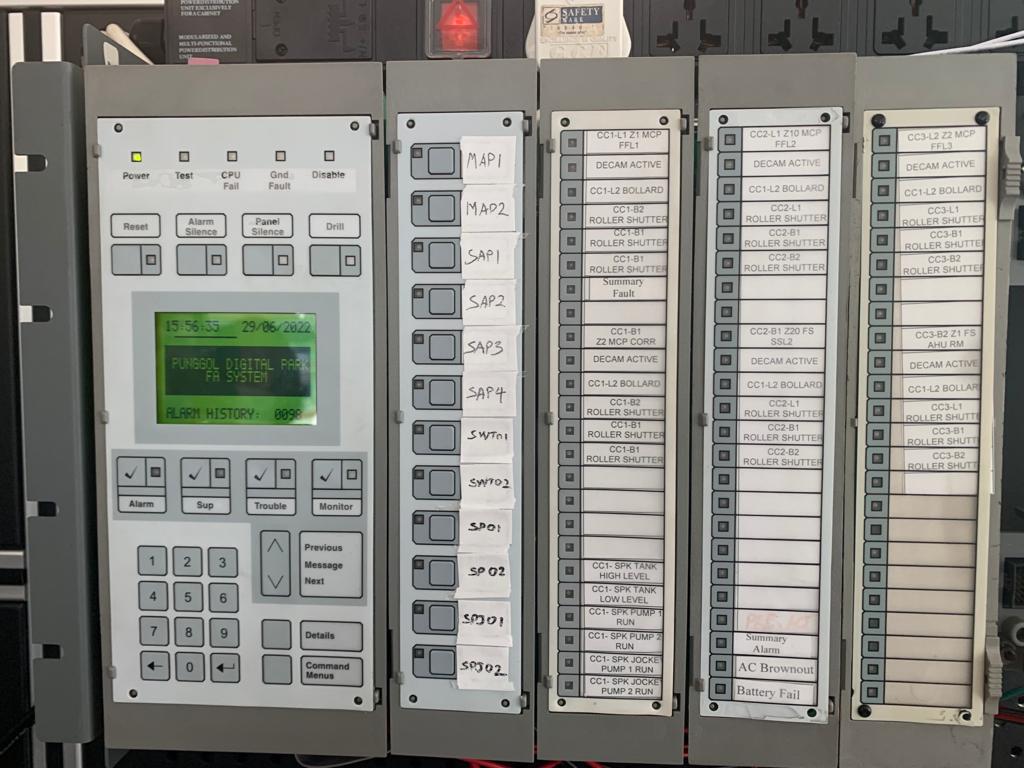 UNIT EXCLUSIVELY
FOR A CABINET
MODULARIZED AND
MULTI-FUNCTIONAL
POWERDISTRIBUTION
UNIT
SAFETY
MARK
Power
Test
CPU
Fail
Gnd
Fault
Disable
Reset
Alarm
Silence
Panel
Silence
Drill
15:56:35 29/06/2022
PUNGGOL DIGITAL PARK
FA SYSTEM
ALARM HISTORY: 0098
Alarm
Sup
Trouble
Monitor
1 2 3
4 5 6
7 8 9
0
Previous
Message
Next
Details
Command
Menus
MAP1
MAP2
SAP1
SAP2
SAP3
SAP4
SWT01
SWT02
SP01
SP02
SPJ01
SPJ02
CC1-L1 Z1 MCP
FFL1
DECAM ACTIVE
CC1-L2 BOLLARD
CC1-B2
ROLLER SHUTTER
CC1-B1
ROLLER SHUTTER
CC1-B1
ROLLER SHUTTER
Summary
Fault
CC1-B1
Z2 MCP CORR
DECAM ACTIVE
CC1-L2 BOLLARD
CC1-B2
ROLLER SHUTTER
CC1-B1
ROLLER SHUTTER
CC1-B1
ROLLER SHUTTER
CC1- SPK TANK
HIGH LEVEL
CC1- SPK TANK
LOW LEVEL
CC1- SPK PUMP 1
RUN
CC1- SPK PUMP 2
RUN
CC1- SPK JOCKE
PUMP 1 RUN
CC1- SPK JOCKE
PUMP 2 RUN
CC2-L1 Z10 MCP
FFL2
DECAM ACTIVE
CC1-L2 BOLLARD
CC2-L1
ROLLER SHUTTER
CC2-B1
ROLLER SHUTTER
CC2-B2
ROLLER SHUTTER
CC2-B1 Z20 FS
SSL2
DECAM ACTIVE
CC1-L2 BOLLARD
CC2-L1
ROLLER SHUTTER
CC2-B1
ROLLER SHUTTER
CC2-B2
ROLLER SHUTTER
Summary
Alarm
AC Brownout
Battery Fail
CC3-L2 Z2 MCP
FFL3
DECAM ACTIVE
CC1-L2 BOLLARD
CC3-L1
ROLLER SHUTTE
CC3-B1
ROLLER SHUTTE
CC3-B2
ROLLER SHUTTE
CC3-B2 Z1 FS
AHU RM
DECAM ACTIVE
CC1-L2 BOLLAR
CC3-L1
ROLLER SHUTT
CC3-B1
ROLLER SHUTT
CC3-B2
ROLLER SHUTT